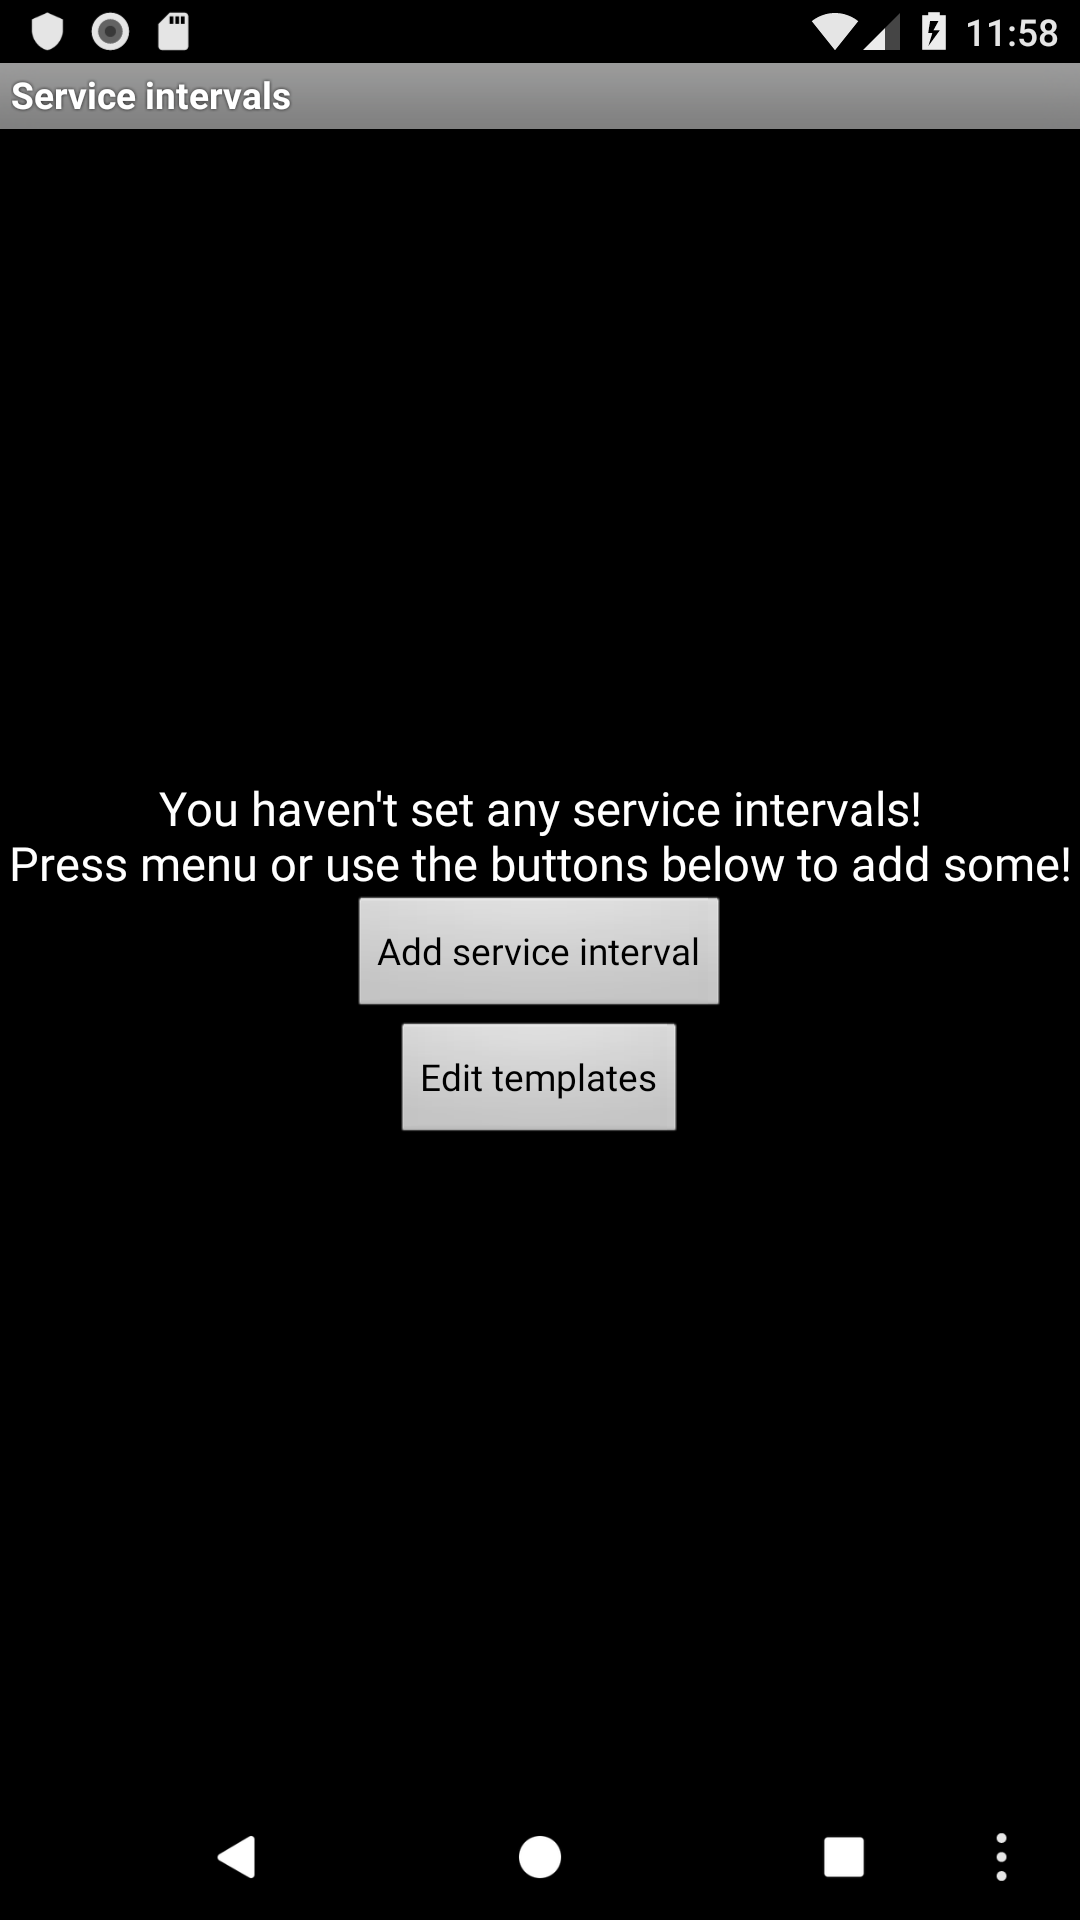 11:58
Service intervals
You haven't set any service intervals!
Press menu or use the buttons below to add some!
Add service interval
Edit templates